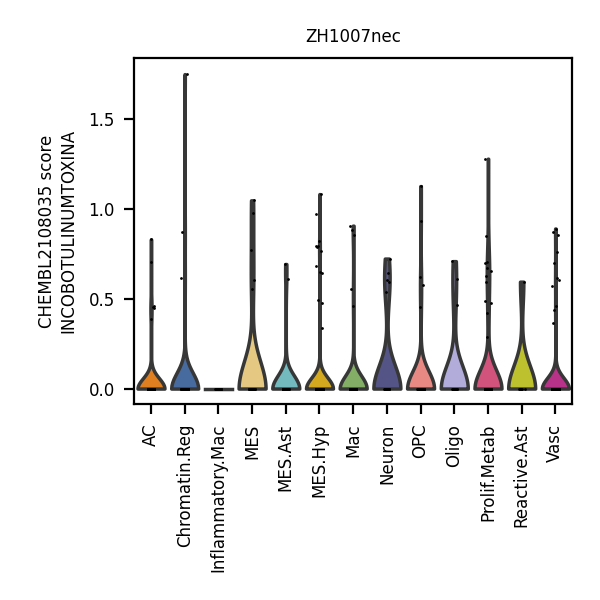 ZH1007nec
CHEMBL2108035 score
INCOBOTULINUMTOXINA
1.5
1.0
0.5
0.0
AC
Chromatin.Reg
Inflammatory.Mac
MES
MES.Ast
MES.Hyp
Mac
Neuron
OPC
Oligo
Prolif.Metab
Reactive.Ast
Vasc